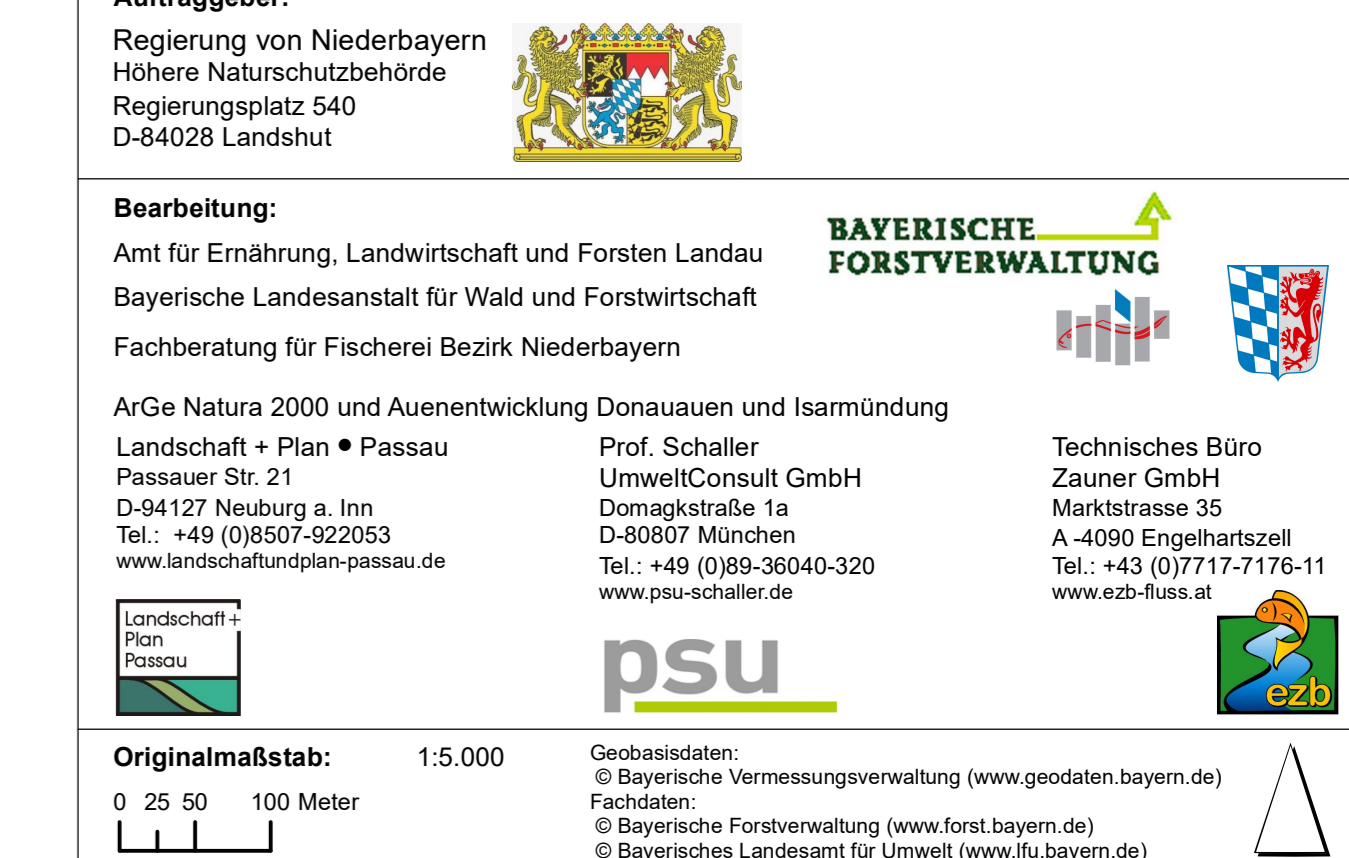 Auftraggeber:
Regierung von Niederbayern
Höhere Naturschutzbehörde
Regierungsplatz 540
D-84028 Landshut
Bearbeitung:
BAYERISCHE
FORSTVERWALTUNG
Amt für Ernährung, Landwirtschaft und Forsten Landau
Bayerische Landesanstalt für Wald und Forstwirtschaft
Fachberatung für Fischerei Bezirk Niederbayern
ArGe Natura 2000 und Auenentwicklung Donauauen und Isarmündung
Landschaft + Plan ● Passau
Passauer Str. 21
D-94127 Neuburg a. Inn
Tel.: +49 (0)8507-922053
www.landschaftundplan-passau.de
Landschaft +
Plan
Passau
Prof. Schaller
UmweltConsult GmbH
Domagkstraße 1a
D-80807 München
Tel.: +49 (0)89-36040-320
www.psu-schaller.de
psu
Technisches Büro
Zauner GmbH
Marktstrasse 35
A -4090 Engelhartszell
Tel.: +43 (0)7717-7176-11
www.ezb-fluss.at
ezb
Originalmaßstab: 1:5.000
0 25 50 100 Meter
Geobasisdaten:
© Bayerische Vermessungsverwaltung (www.geodaten.bayern.de)
Fachdaten:
© Bayerische Forstverwaltung (www.forst.bayern.de)
© Bayerisches Landesamt für Umwelt (www.lfu.bayern.de)